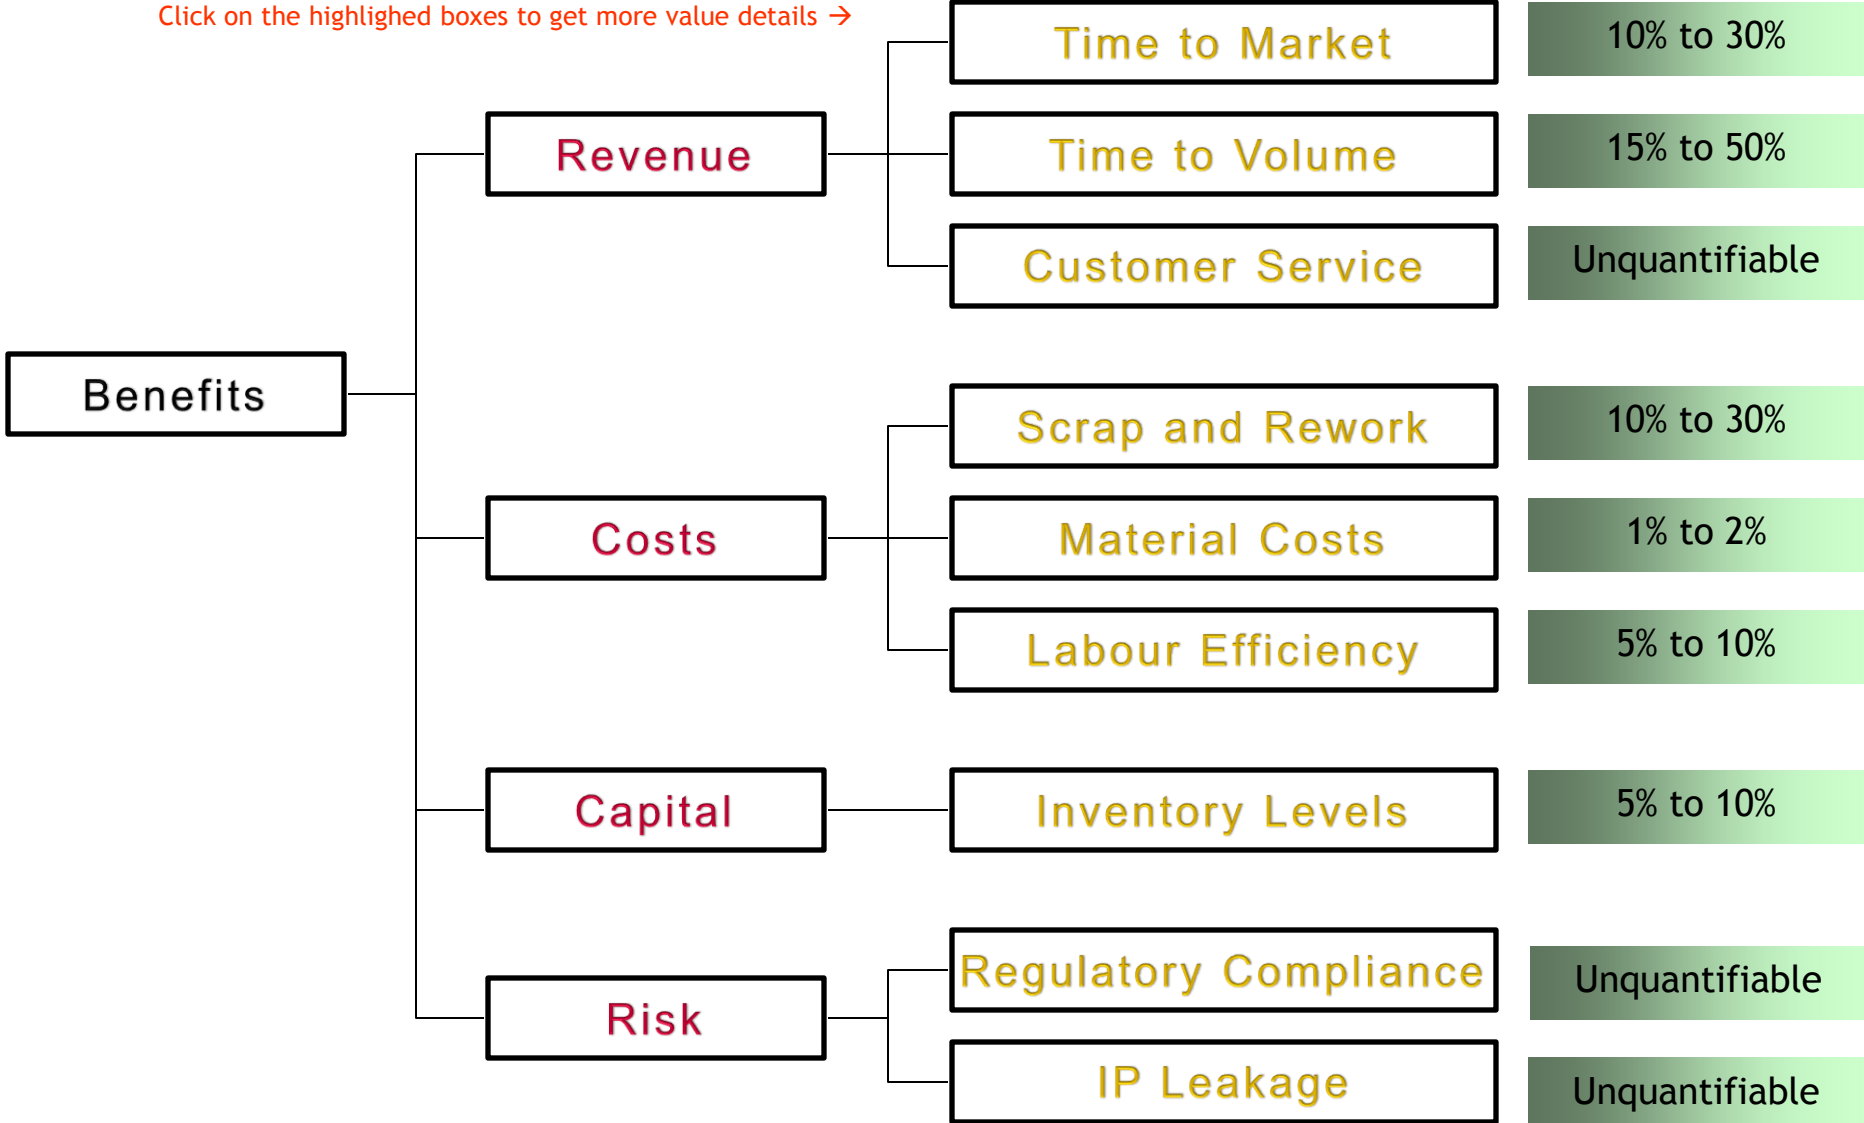 Click on the highlighed boxes to get more value details →
Time to Market
10% to 30%
Revenue
Time to Volume
15% to 50%
Customer Service
Unquantifiable
Benefits
Scrap and Rework
10% to 30%
Costs
Material Costs
1% to 2%
Labour Efficiency
5% to 10%
Capital
Inventory Levels
5% to 10%
Regulatory Compliance
Unquantifiable
Risk
IP Leakage
Unquantifiable